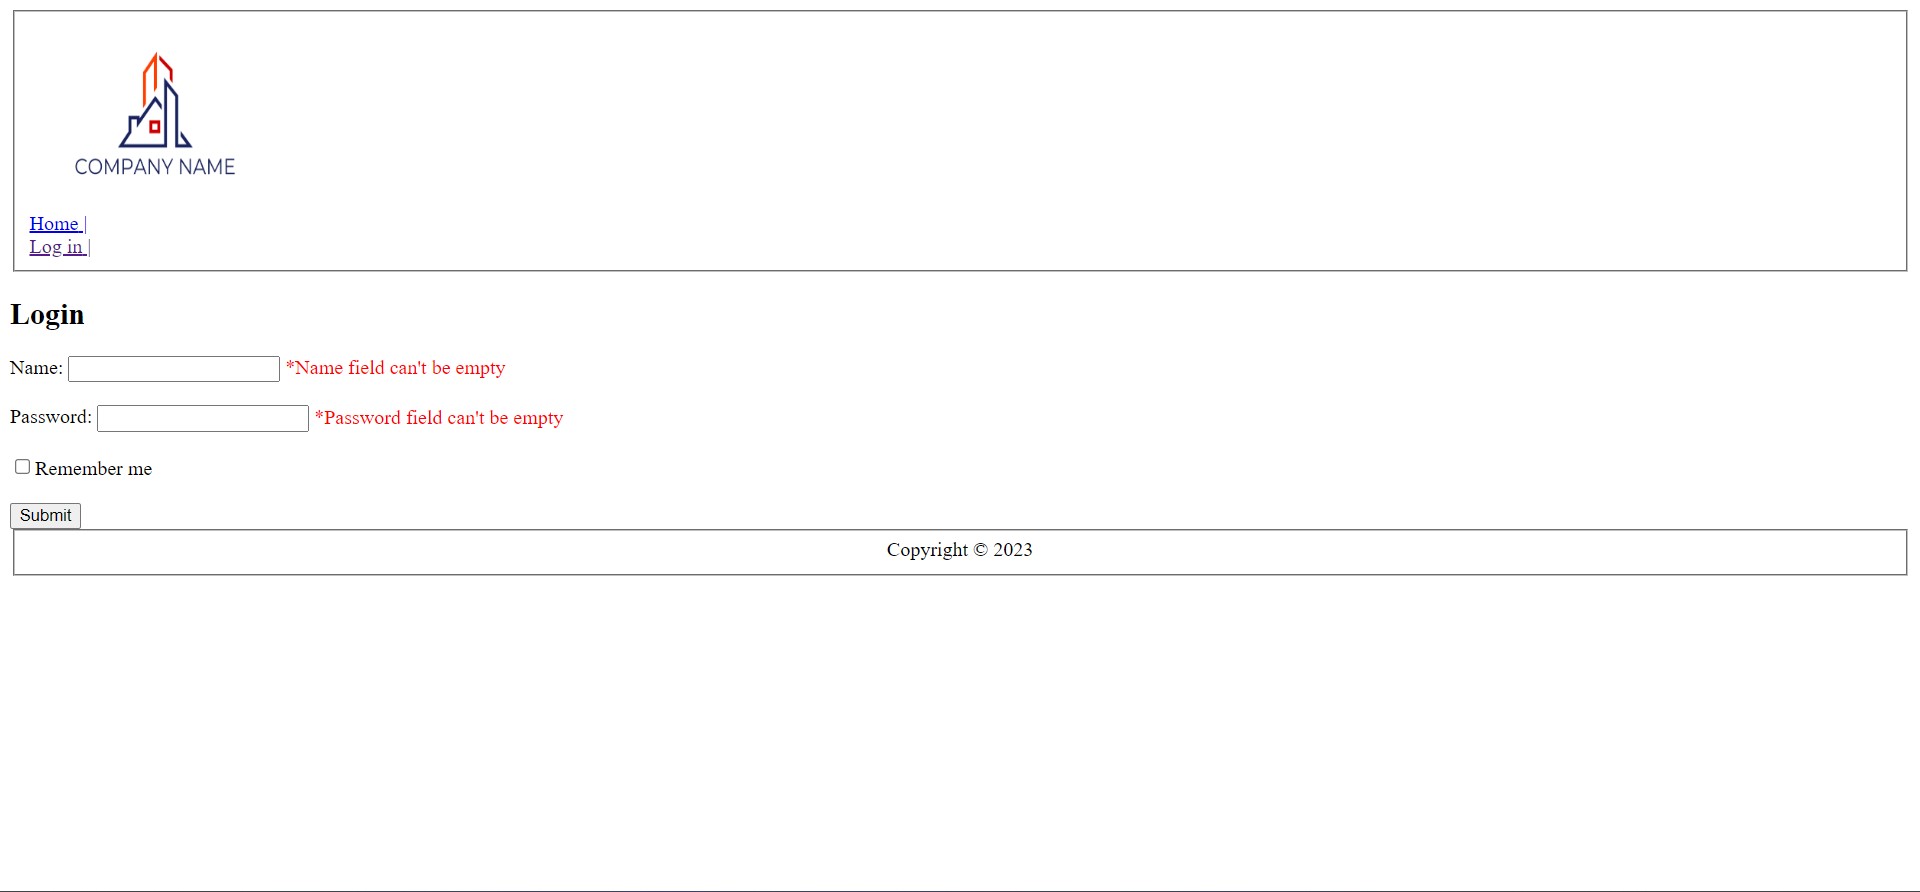 COMPANY NAME
Home |
Log in |
Login
Name: *Name field can't be empty
Password: *Password field can't be empty
Remember me
Submit
Copyright © 2023